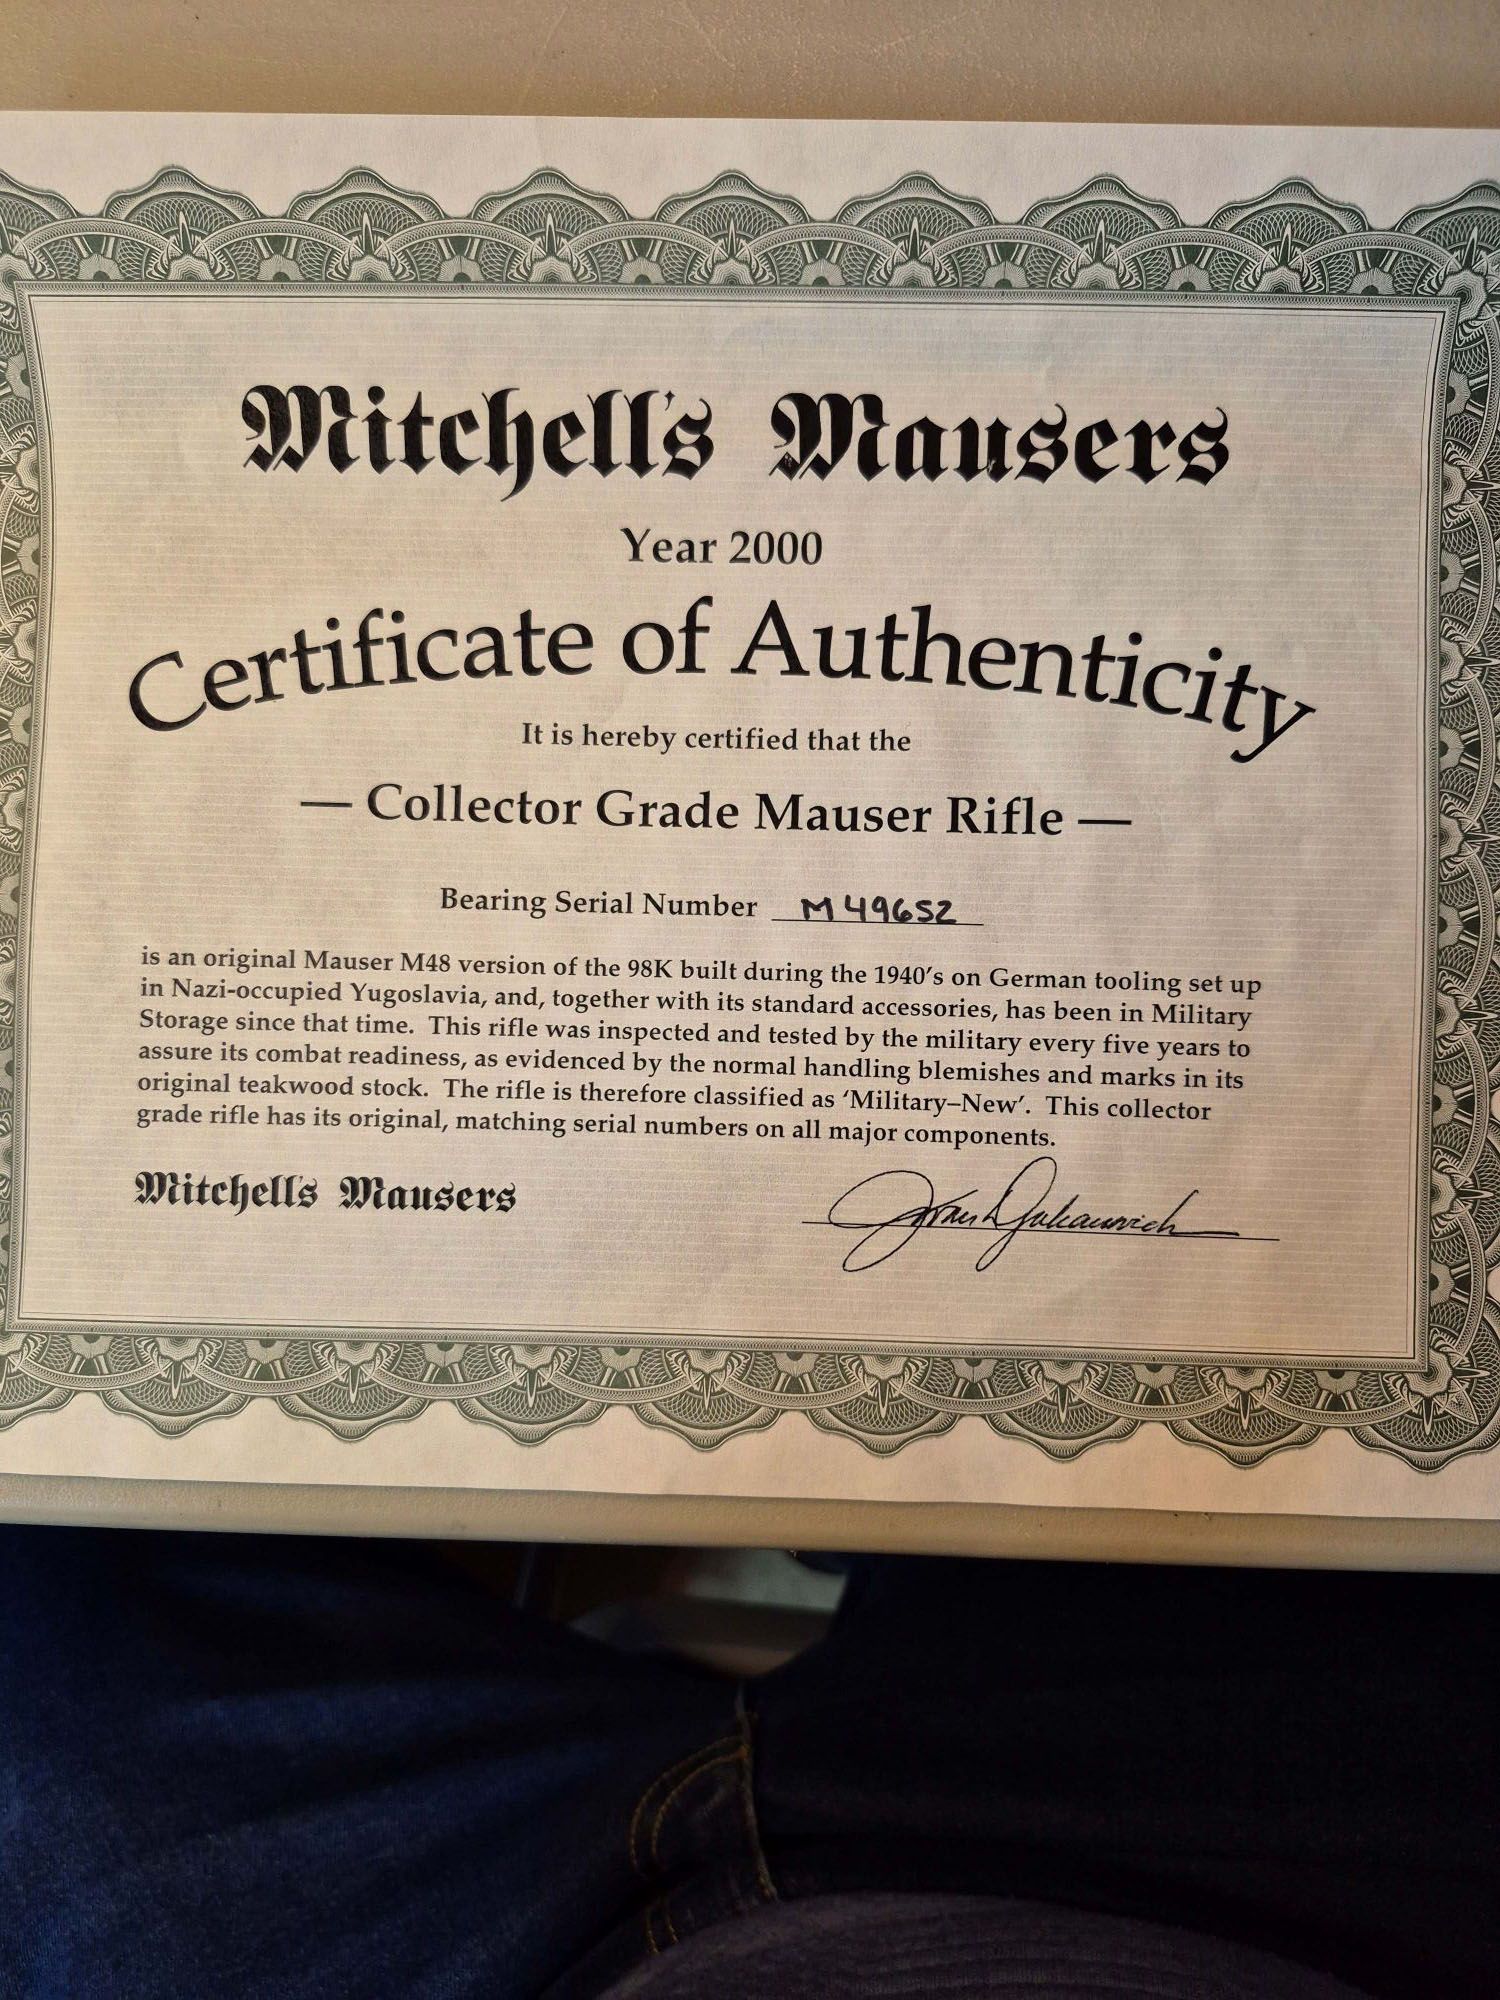 Mitchell's Mausers
Year 2000
Certificate of Authenticity
It is hereby certified that the
— Collector Grade Mauser Rifle —
Bearing Serial Number M49652
is an original Mauser M48 version of the 98K built during the 1940's on German tooling set up
in Nazi-occupied Yugoslavia, and, together with its standard accessories, has been in Military
Storage since that time. This rifle was inspected and tested by the military every five years to
assure its combat readiness, as evidenced by the normal handling blemishes and marks in its
original teakwood stock. The rifle is therefore classified as 'Military–New'. This collector
grade rifle has its original, matching serial numbers on all major components.
Mitchell's Mausers